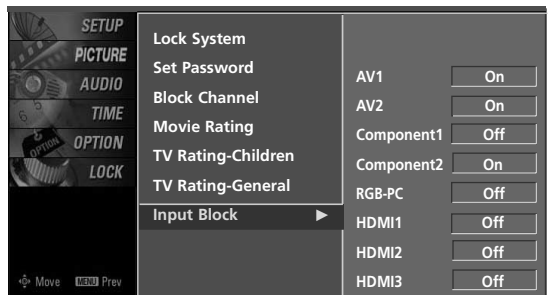 SETUP
PICTURE
AUDIO
TIME
OPTION
LOCK
Move MENU Prev
Lock System
Set Password
Block Channel
Movie Rating
TV Rating-Children
TV Rating-General
Input Block ▶
AV1 On
AV2 On
Component1 Off
Component2 On
RGB-PC Off
HDMI1 Off
HDMI2 Off
HDMI3 Off